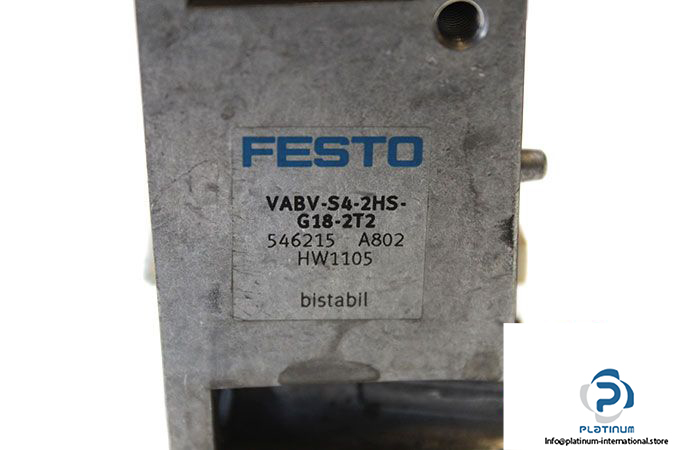 FESTO
VABV-S4-2HS-
G18-2T2
546215 A802
HW1105
bistabil
PLATINUM
Info@platinum-international.store